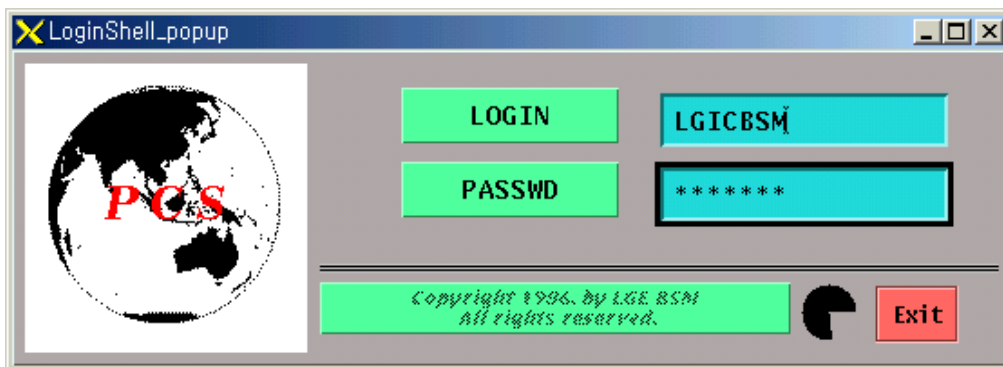 LoginShell_popup
PCS
LOGIN
LGICBSM
PASSWD
*******
Copyright 1996. by LGE BSM
All rights reserved.
Exit